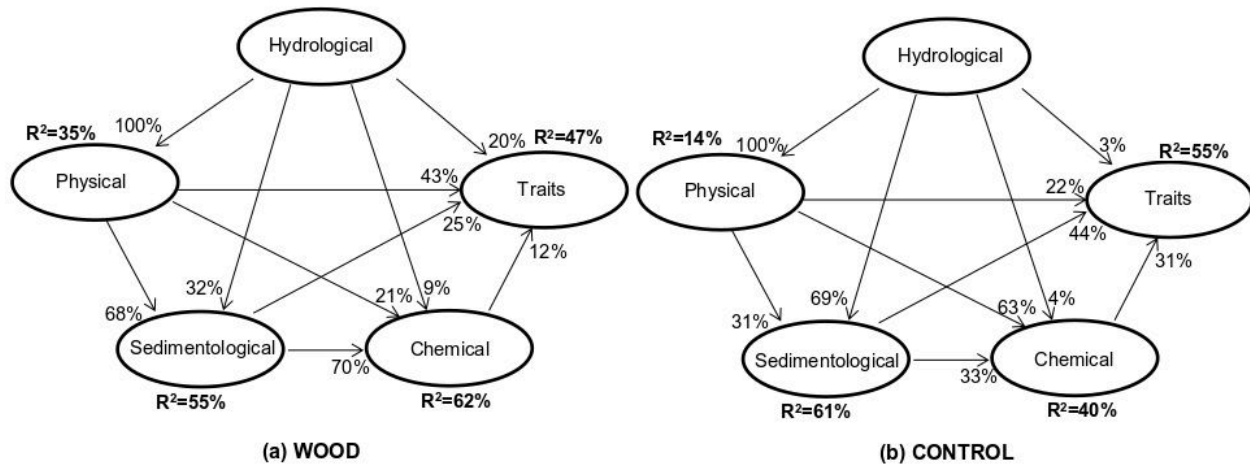 Hydrological
R²=35%
100%
20%
R²=47%
Physical
43%
Traits
25%
12%
32%
21%
9%
68%
Sedimentological
70%
Chemical
R²=55%
R²=62%
(a) WOOD
Hydrological
R²=14%
100%
3%
R²=55%
Physical
22%
Traits
44%
31%
69%
63%
4%
31%
Sedimentological
33%
Chemical
R²=61%
R²=40%
(b) CONTROL